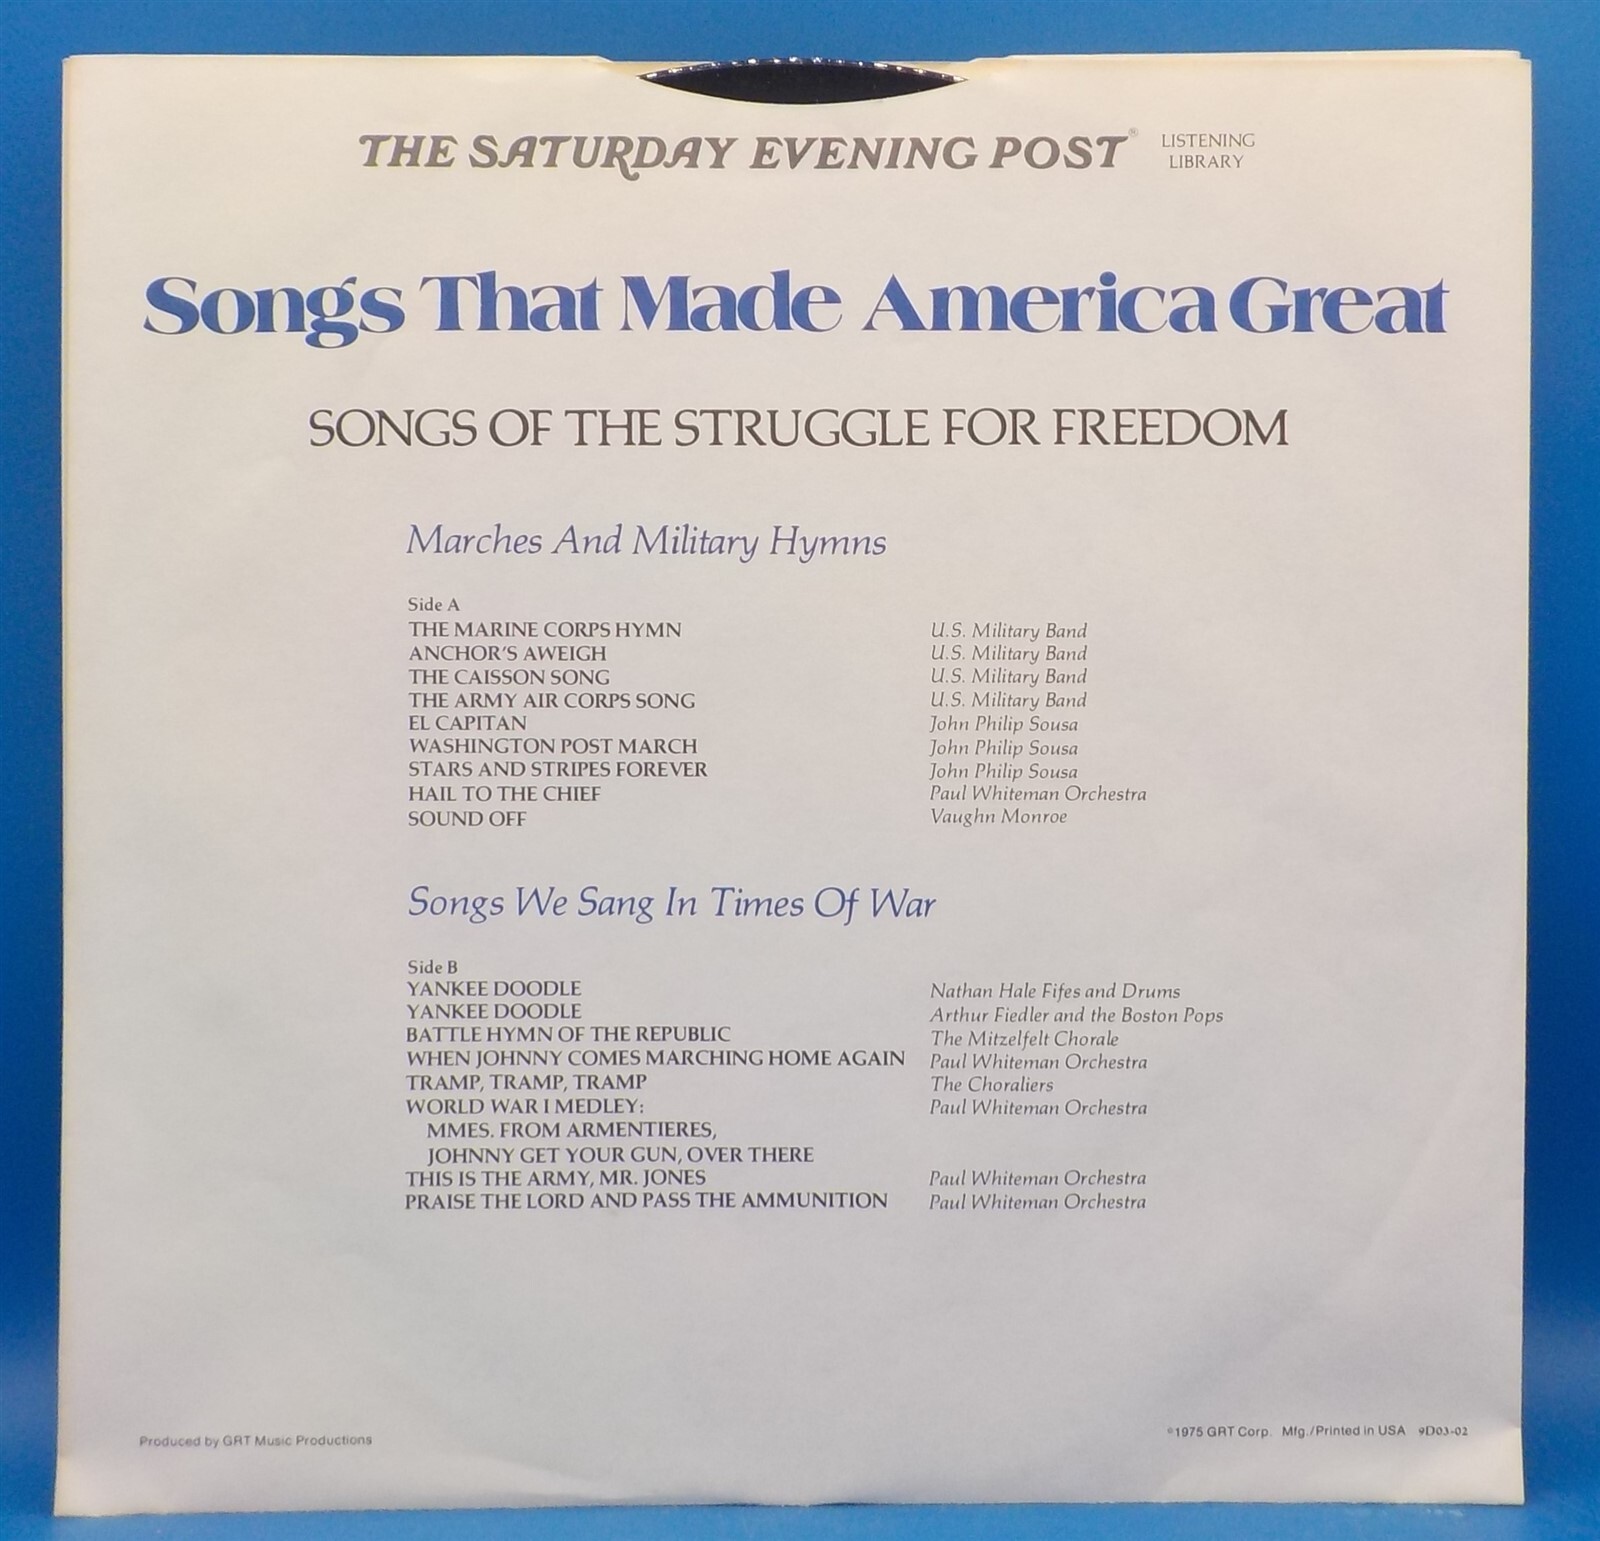 THE SATURDAY EVENING POST® LISTENING LIBRARY
Songs That Made America Great
SONGS OF THE STRUGGLE FOR FREEDOM
Marches And Military Hymns
Side A
THE MARINE CORPS HYMN U.S. Military Band
ANCHOR'S AWEIGH U.S. Military Band
THE CAISSON SONG U.S. Military Band
THE ARMY AIR CORPS SONG U.S. Military Band
EL CAPITAN John Philip Sousa
WASHINGTON POST MARCH John Philip Sousa
STARS AND STRIPES FOREVER John Philip Sousa
HAIL TO THE CHIEF Paul Whiteman Orchestra
SOUND OFF Vaughn Monroe
Songs We Sang In Times Of War
Side B
YANKEE DOODLE Nathan Hale Fifes and Drums
YANKEE DOODLE Arthur Fiedler and the Boston Pops
BATTLE HYMN OF THE REPUBLIC The Mitzelfelt Chorale
WHEN JOHNNY COMES MARCHING HOME AGAIN Paul Whiteman Orchestra
TRAMP, TRAMP, TRAMP The Choraliers
WORLD WAR I MEDLEY: Paul Whiteman Orchestra
MMES. FROM ARMENTIERES,
JOHNNY GET YOUR GUN, OVER THERE
THIS IS THE ARMY, MR. JONES Paul Whiteman Orchestra
PRAISE THE LORD AND PASS THE AMMUNITION Paul Whiteman Orchestra
Produced by GRT Music Productions
©1975 GRT Corp. Mfg./Printed in USA 9D03-02